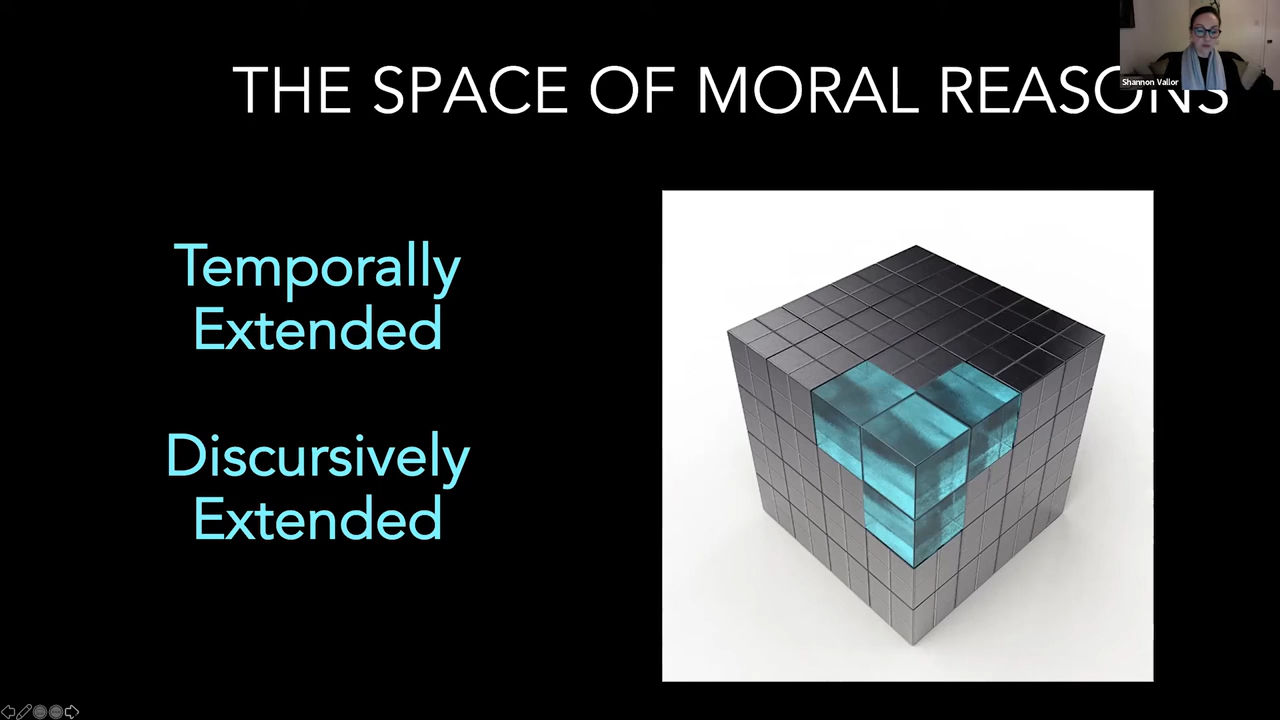 THE SPACE OF MORAL REASONS
Shannon Vallor
Temporally
Extended
Discursively
Extended